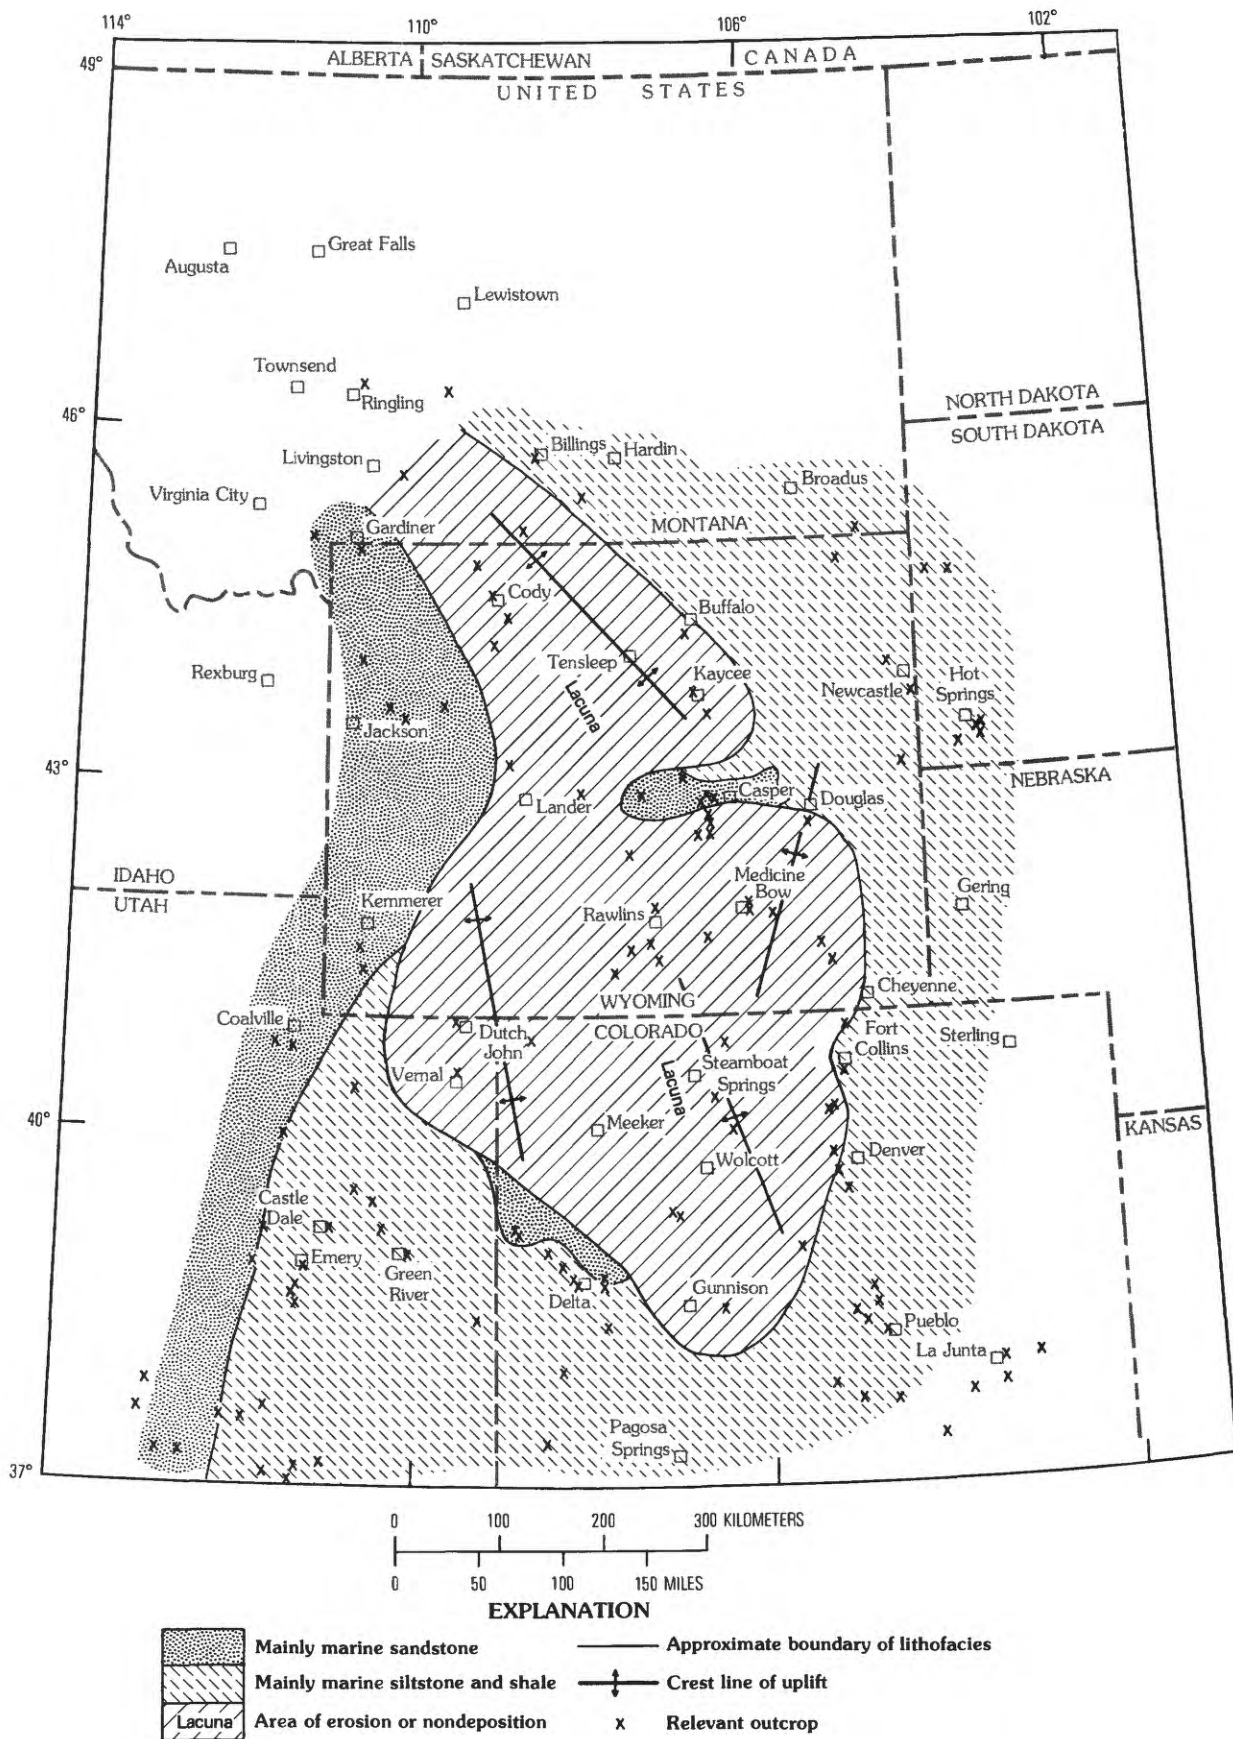 114° 110° 106° 102°
49°
ALBERTA SASKATCHEWAN CANADA
UNITED STATES
Augusta
Great Falls
Lewistown
Townsend
Ringling
46°
NORTH DAKOTA
SOUTH DAKOTA
Livingston
Billings
Hardin
Broadus
Virginia City
Gardiner
MONTANA
Cody
Buffalo
Rexburg
Tensleep
Kaycee
Newcastle
Hot
Springs
Lacuna
Jackson
43°
NEBRASKA
Lander
Casper
Douglas
IDAHO
UTAH
Kemmerer
Medicine
Bow
Rawlins
Gering
Cheyenne
WYOMING
COLORADO
Coalville
Dutch
John
Fort
Collins
Sterling
Vernal
Steamboat
Springs
Lacuna
40°
KANSAS
Meeker
Wolcott
Denver
Castle
Dale
Emery
Green
River
Delta
Gunnison
Pueblo
La Junta
Pagosa
Springs
37°
0 100 200 300 KILOMETERS
0 50 100 150 MILES
EXPLANATION
Mainly marine sandstone
Approximate boundary of lithofacies
Mainly marine siltstone and shale
Crest line of uplift
Lacuna Area of erosion or nondeposition
x Relevant outcrop